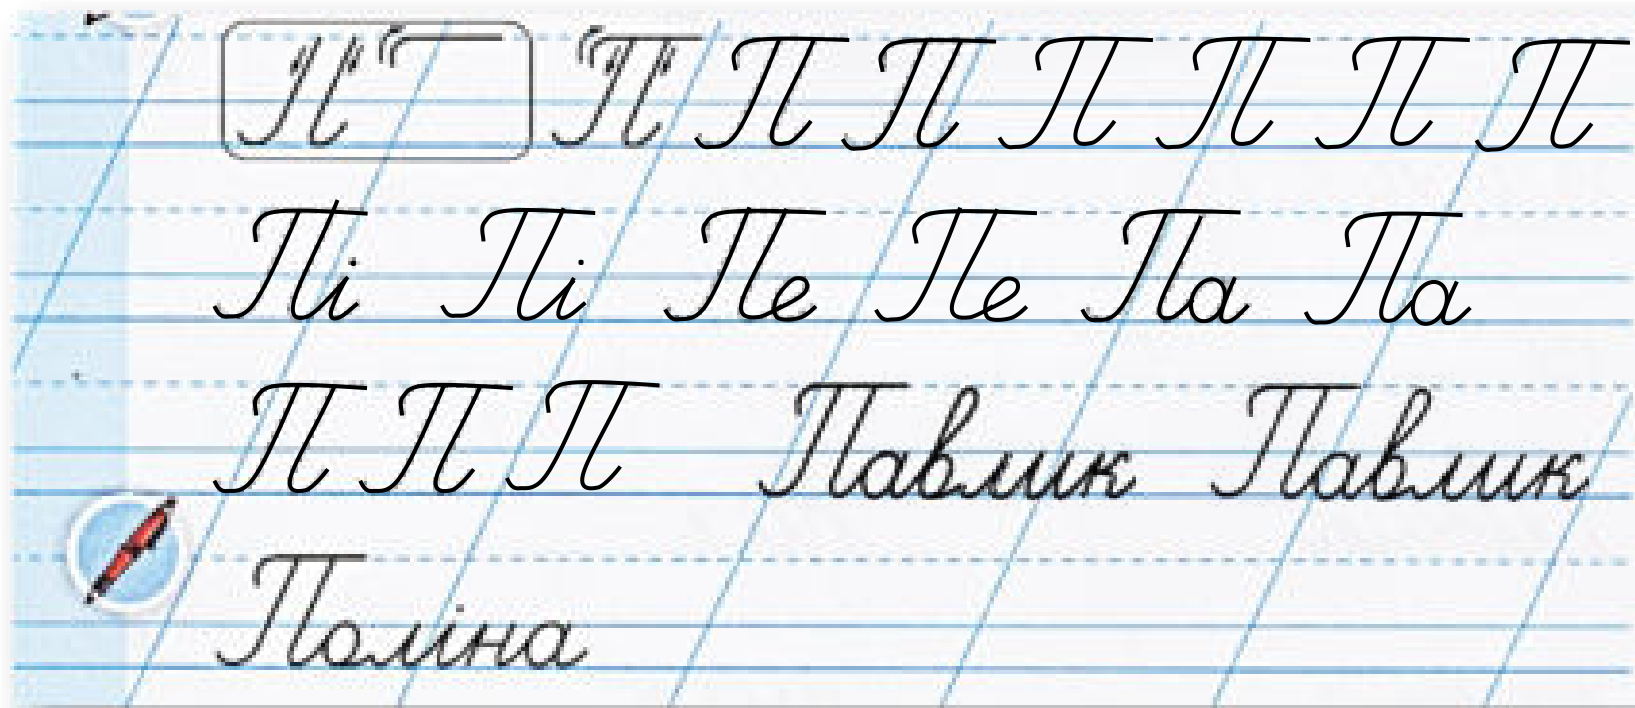 П П П П П П П
Пі Пі Пе Пе Па Па
П П П Павлик Павлик
Поліна